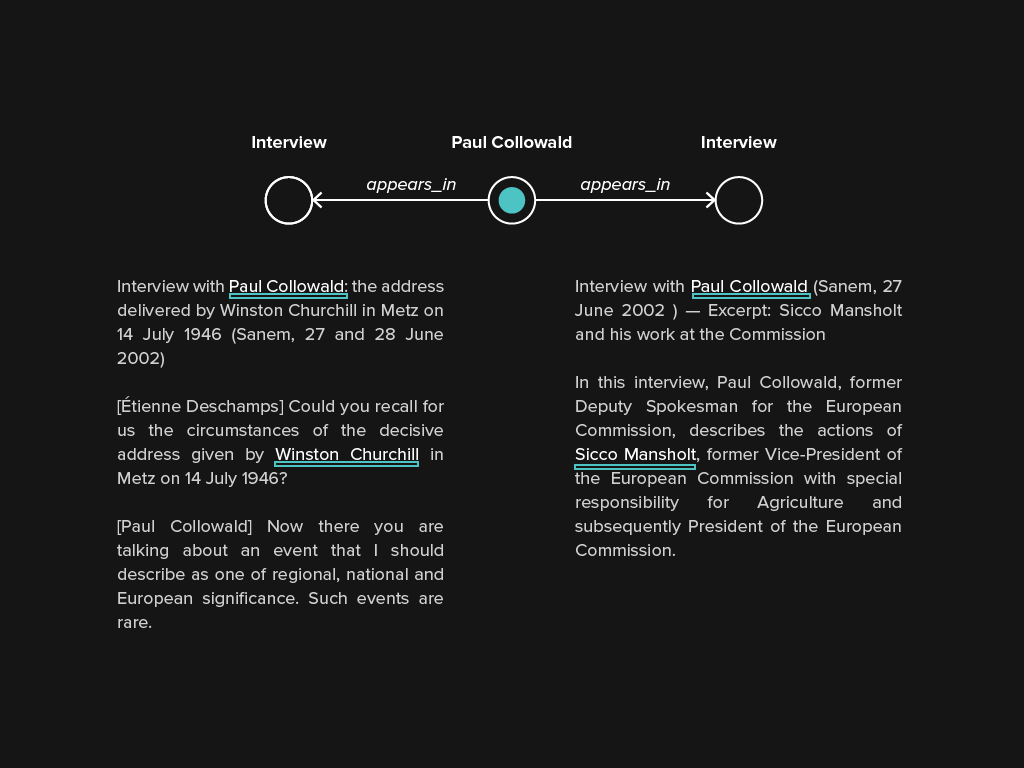 Interview
Paul Collowald
Interview
appears_in
appears_in
Interview with Paul Collowald: the address
delivered by Winston Churchill in Metz on
14 July 1946 (Sanem, 27 and 28 June
2002)
[Étienne Deschamps] Could you recall for
us the circumstances of the decisive
address given by Winston Churchill in
Metz on 14 July 1946?
[Paul Collowald] Now there you are
talking about an event that I should
describe as one of regional, national and
European significance. Such events are
rare.
Interview with Paul Collowald (Sanem, 27
June 2002 ) — Excerpt: Sicco Mansholt
and his work at the Commission
In this interview, Paul Collowald, former
Deputy Spokesman for the European
Commission, describes the actions of
Sicco Mansholt, former Vice-President of
the European Commission with special
responsibility for Agriculture and
subsequently President of the European
Commission.